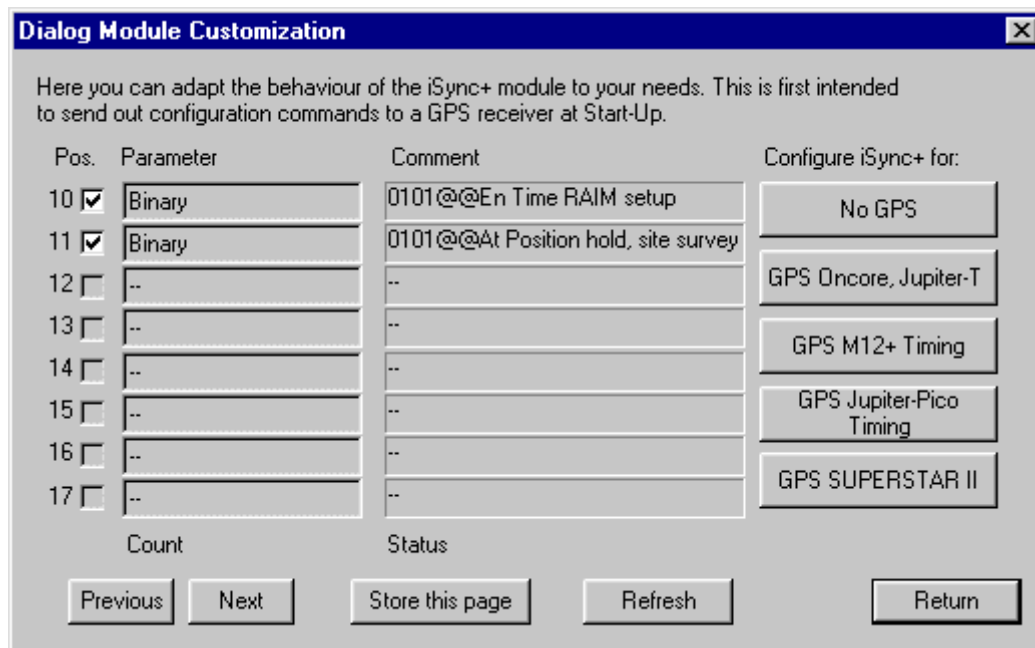 Dialog Module Customization
Here you can adapt the behaviour of the iSync+ module to your needs. This is first intended
to send out configuration commands to a GPS receiver at Start-Up.
Pos. Parameter Comment Configure iSync+ for:
10 Binary 0101@@En Time RAIM setup No GPS
11 Binary 0101@@At Position hold, site survey
12 -- -- GPS Oncore, Jupiter-T
13 -- --
14 -- -- GPS M12+ Timing
15 -- -- GPS Jupiter-Pico
Timing
16 -- --
17 -- -- GPS SUPERSTAR II
Count Status
Previous Next Store this page Refresh Return